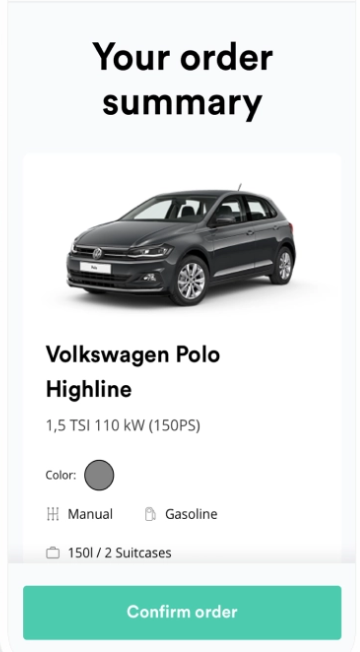 Your order
summary
Volkswagen Polo
Highline
1,5 TSI 110 kW (150PS)
Color:
Manual
Gasoline
150l / 2 Suitcases
Confirm order